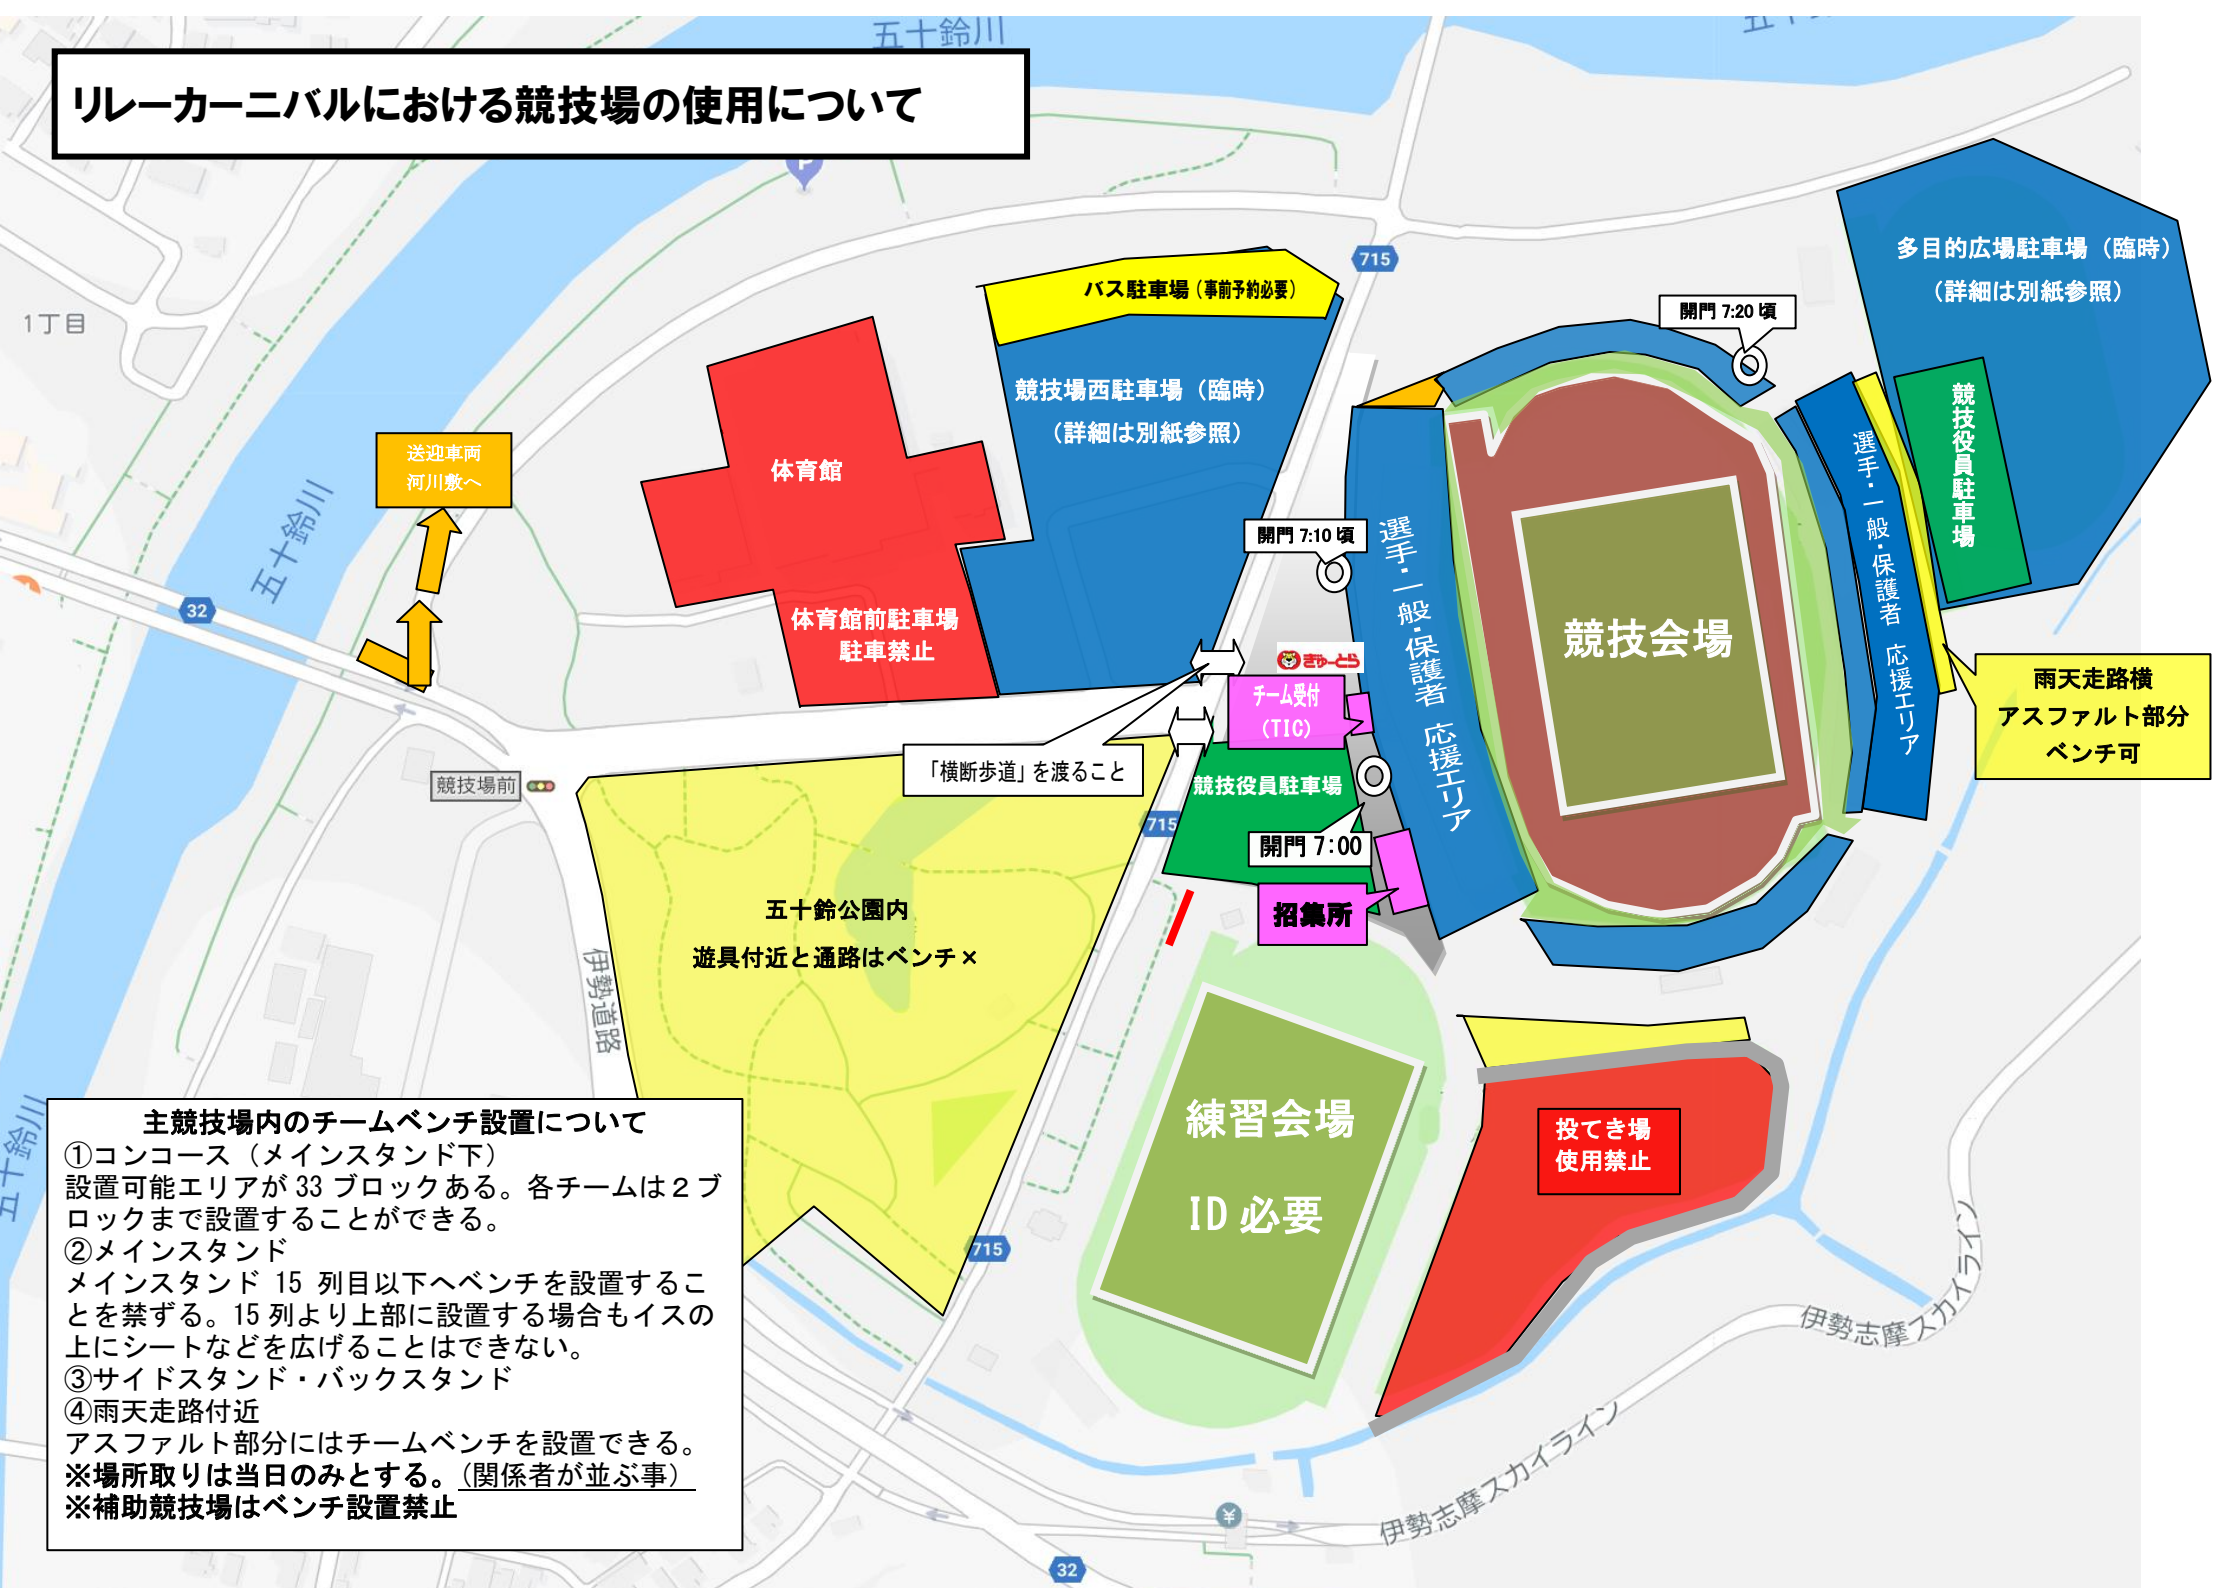 五十鈴川
リレーカーニバルにおける競技場の使用について
P
1丁目
715
バス駐車場（事前予約必要）
競技場西駐車場（臨時）
（詳細は別紙参照）
多目的広場駐車場（臨時）
（詳細は別紙参照）
開門 7:20 頃
競技役員駐車場
体育館
送迎車両
河川敷へ
五十鈴川
32
開門 7:10 頃
選手・一般・保護者 応援エリア
選手・一般・保護者 応援エリア
競技会場
体育館前駐車場
駐車禁止
ぎゅーとら
チーム受付
（TIC）
雨天走路横
アスファルト部分
ベンチ可
「横断歩道」を渡ること
競技場前
競技役員駐車場
715
開門 7:00
招集所
五十鈴公園内
遊具付近と通路はベンチ×
伊勢道路
練習会場
ID 必要
投てき場
使用禁止
五十鈴川
715
主競技場内のチームベンチ設置について
①コンコース（メインスタンド下）
設置可能エリアが 33 ブロックある。各チームは２ブ
ロックまで設置することができる。
②メインスタンド
メインスタンド 15 列目以下へベンチを設置するこ
とを禁ずる。15 列より上部に設置する場合もイスの
上にシートなどを広げることはできない。
③サイドスタンド・バックスタンド
④雨天走路付近
アスファルト部分にはチームベンチを設置できる。
※場所取りは当日のみとする。（関係者が並ぶ事）
※補助競技場はベンチ設置禁止
伊勢志摩スカイライン
伊勢志摩スカイライン
¥
32